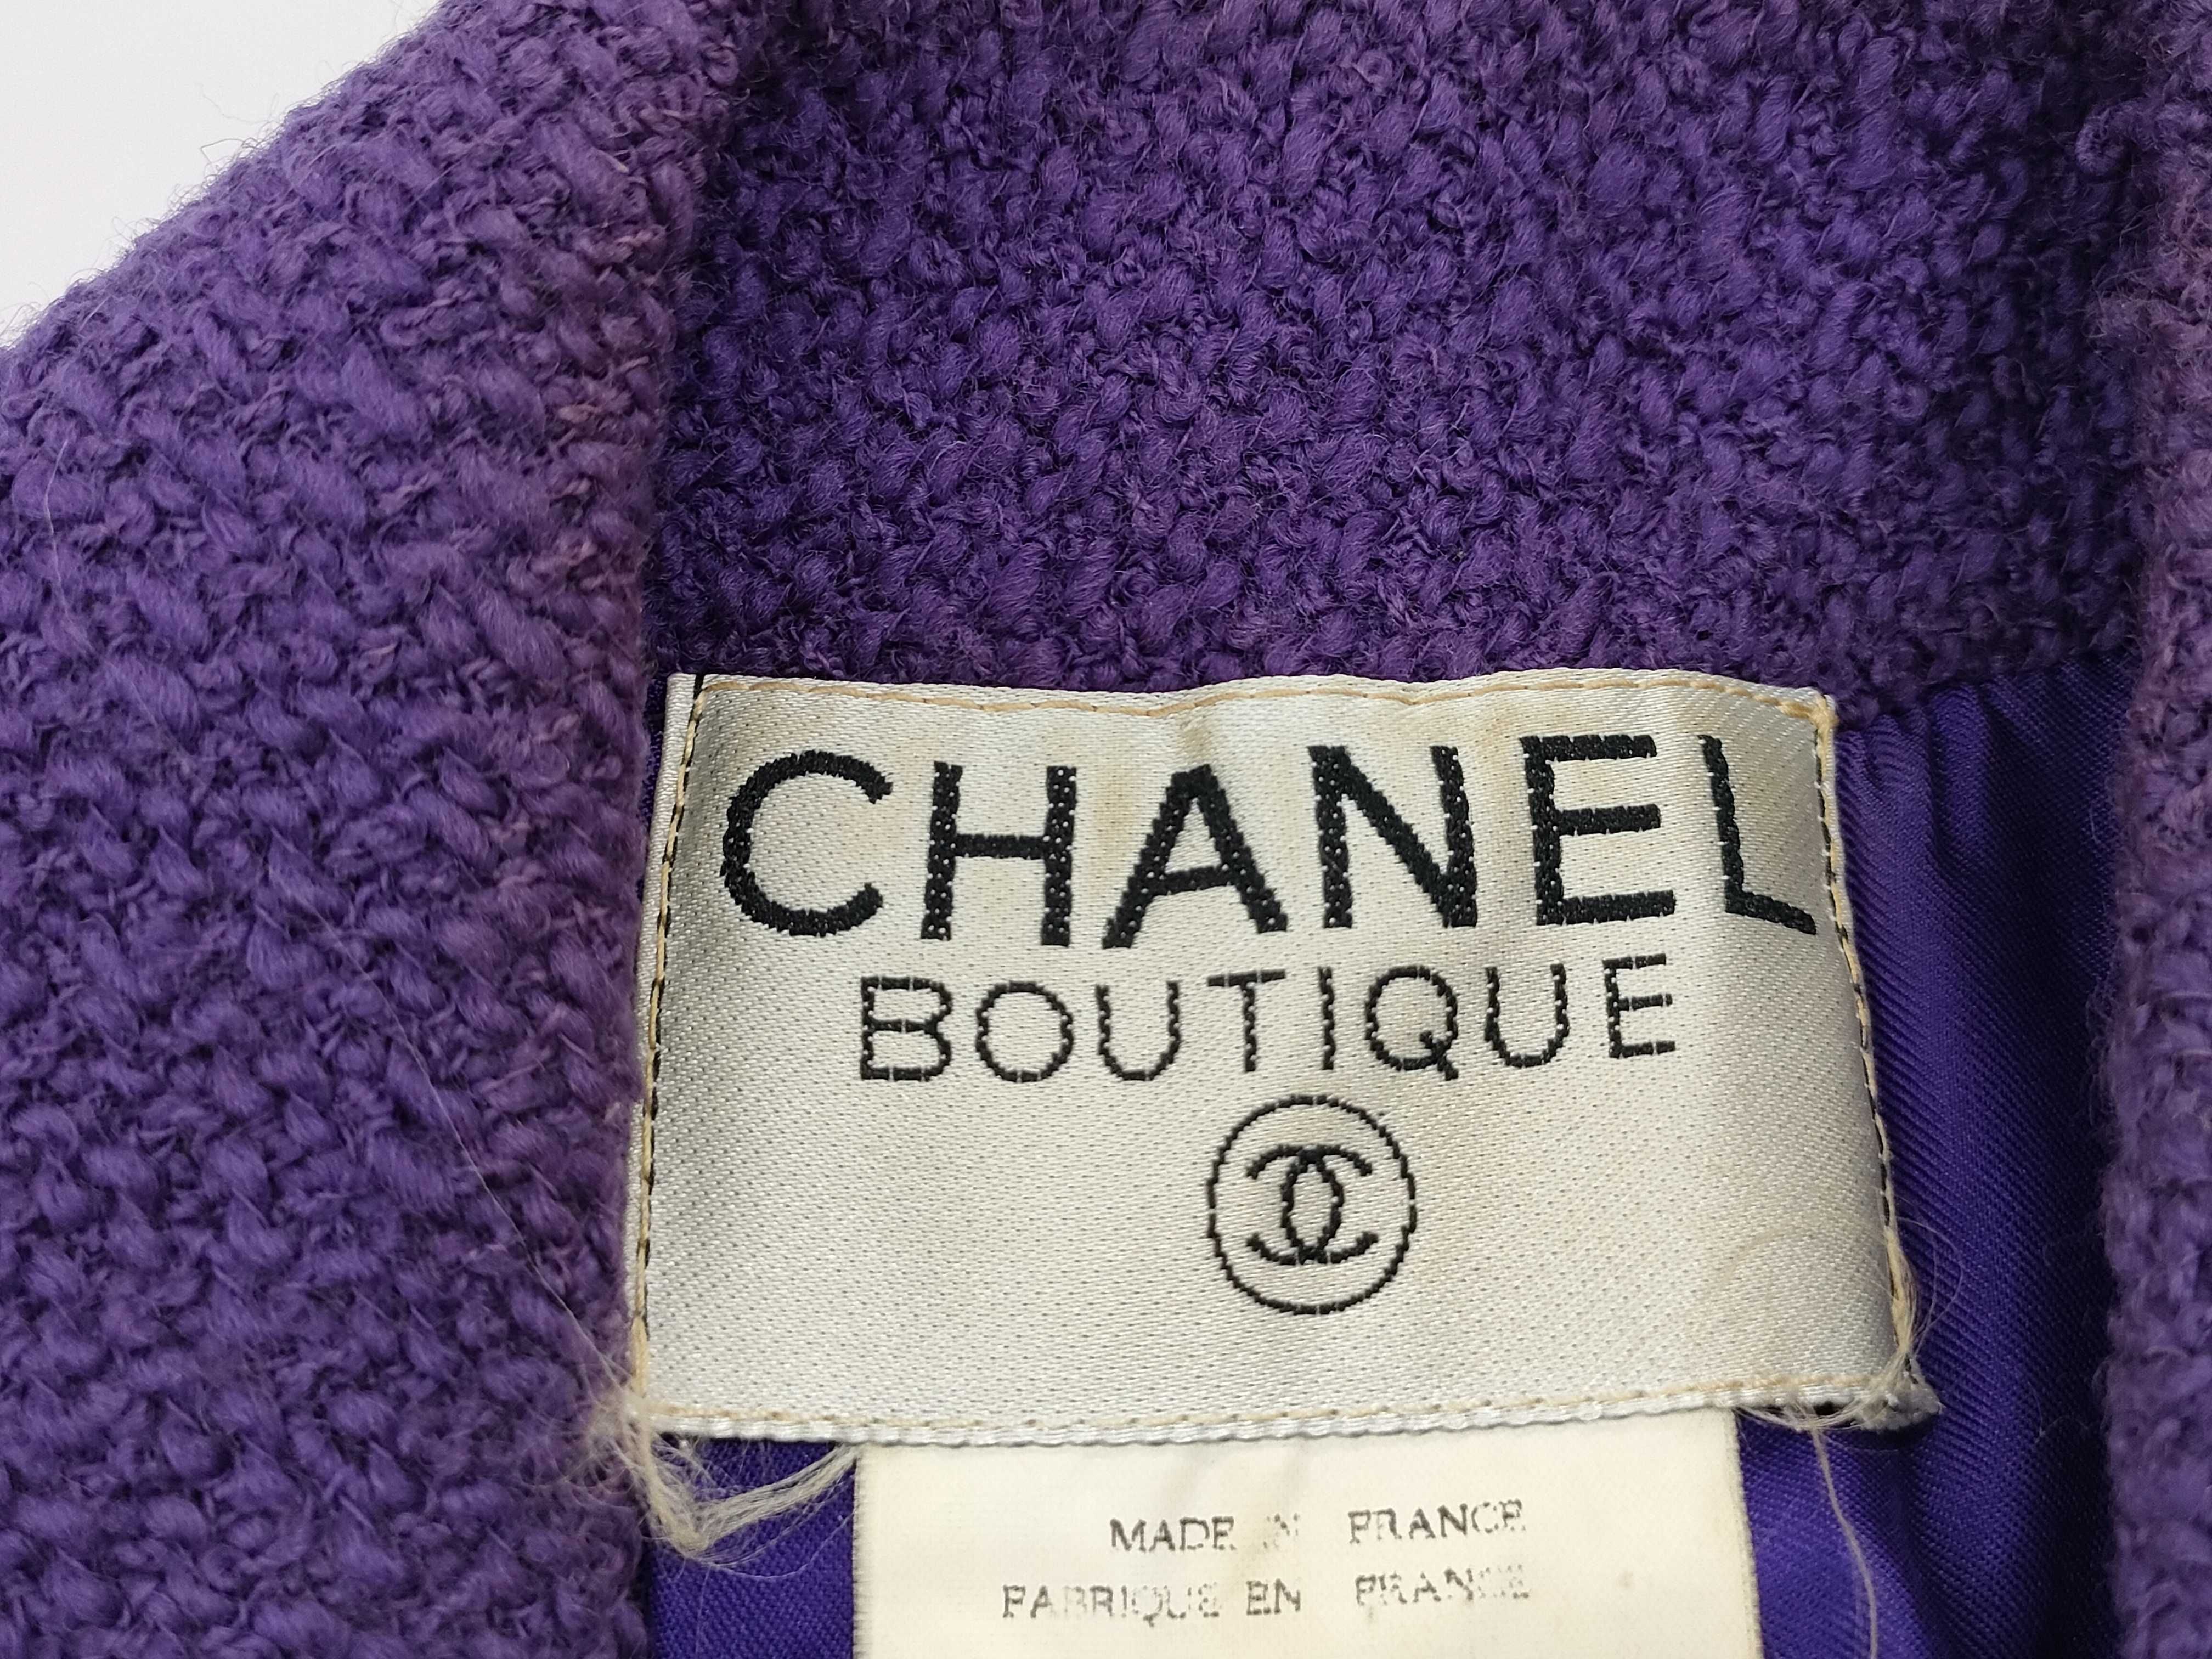 CHANEL
BOUTIQUE
MADE IN FRANCE
FABRIQUE EN FRANCE